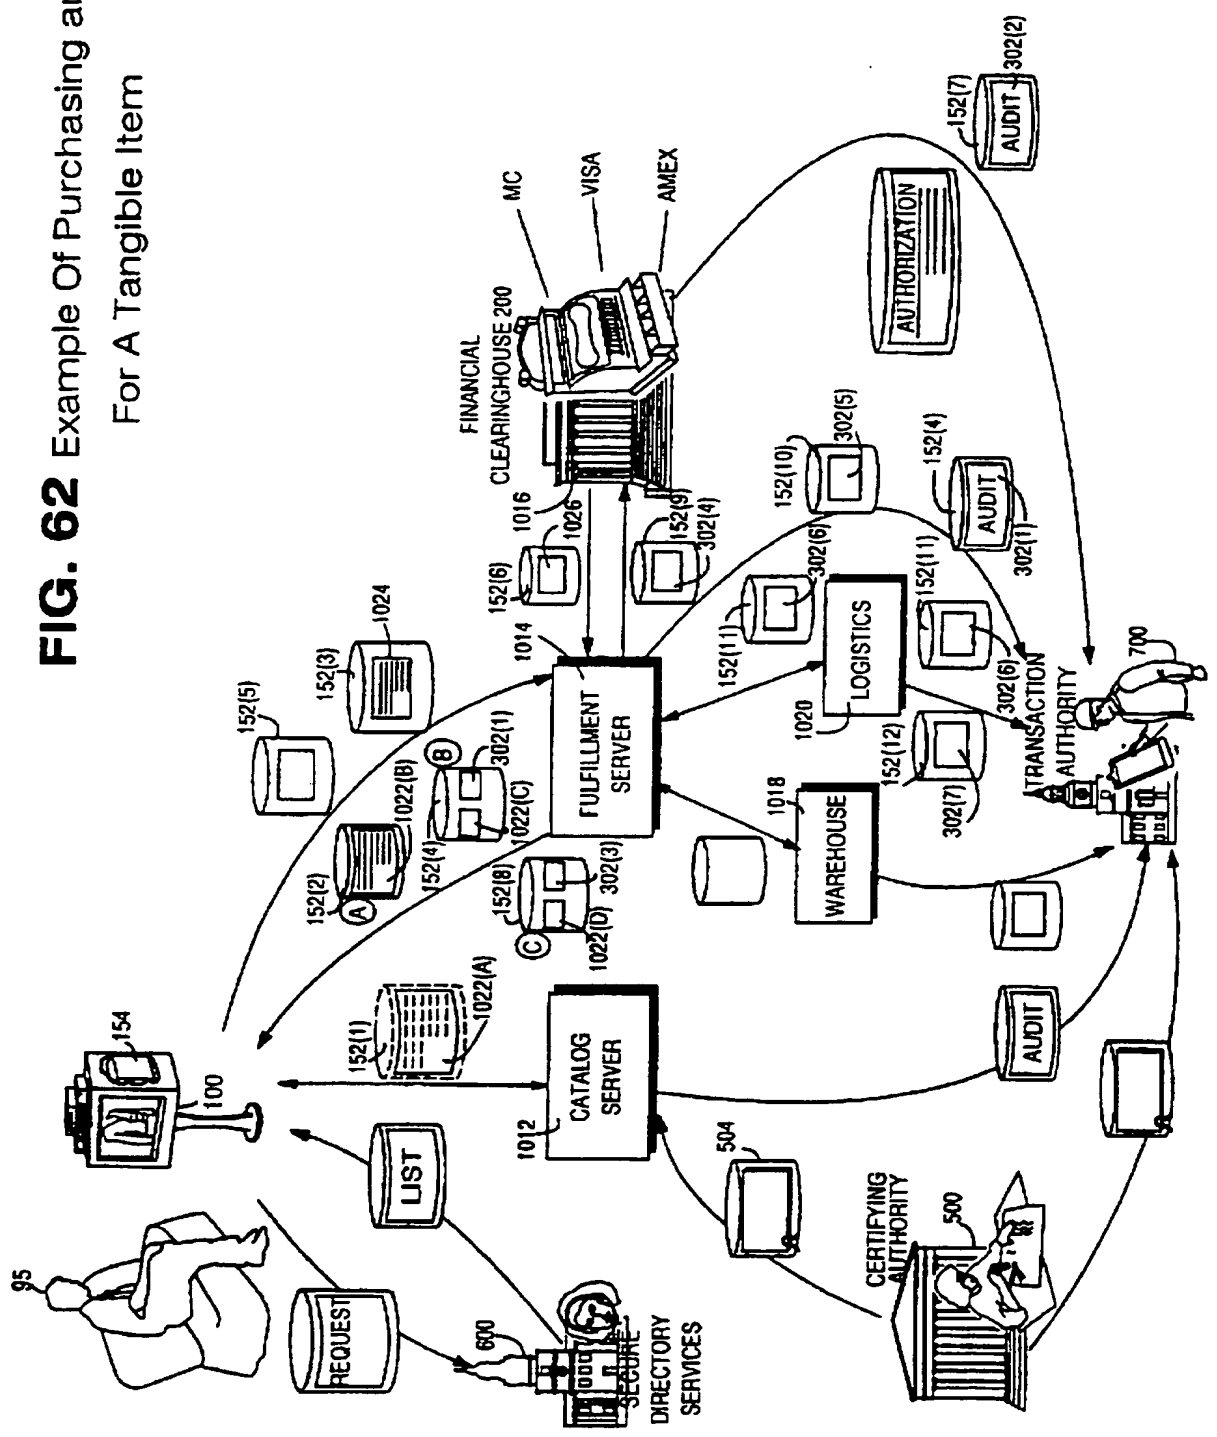 FIG. 62 Example Of Purchasing a
For A Tangible Item
95
154
100
REQUEST
LIST
600
SECURE
DIRECTORY
SERVICES
152(1)
1022(A)
1012
CATALOG
SERVER
504
CERTIFYING
AUTHORITY
500
152(5)
152(3)
1024
152(2)
A
1022(B)
152(4)
B
302(1)
1022(C)
152(8)
C
302(3)
1022(D)
1014
FULFILLMENT
SERVER
152(6)
1026
1016
FINANCIAL
CLEARINGHOUSE 200
MC
VISA
AMEX
152(9)
302(4)
152(11)
302(6)
1020
LOGISTICS
1018
WAREHOUSE
152(10)
302(5)
152(4)
AUDIT
302(1)
152(11)
302(6)
152(12)
302(7)
AUTHORIZATION
152(7)
AUDIT
302(2)
TRANSACTION
AUTHORITY
700
AUDIT